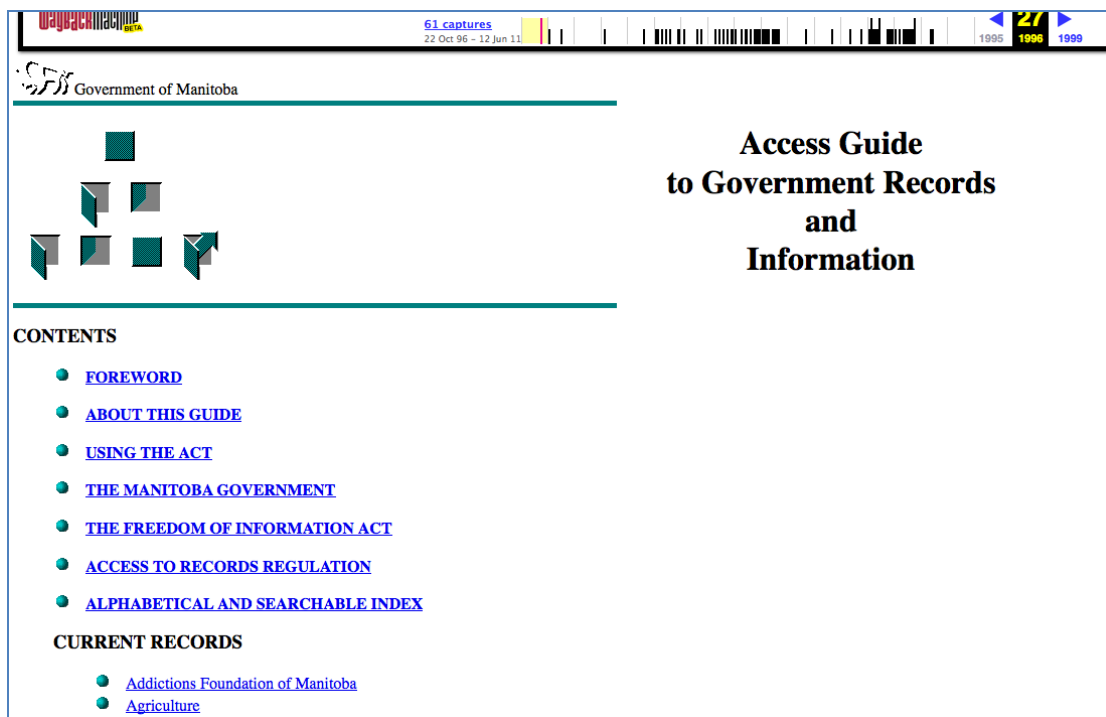 WayBackMachine BETA
61 captures
22 Oct 96 - 12 Jun 11
27
1995 1996 1999
Government of Manitoba
Access Guide
to Government Records
and
Information
CONTENTS
FOREWORD
ABOUT THIS GUIDE
USING THE ACT
THE MANITOBA GOVERNMENT
THE FREEDOM OF INFORMATION ACT
ACCESS TO RECORDS REGULATION
ALPHABETICAL AND SEARCHABLE INDEX
CURRENT RECORDS
Addictions Foundation of Manitoba
Agriculture